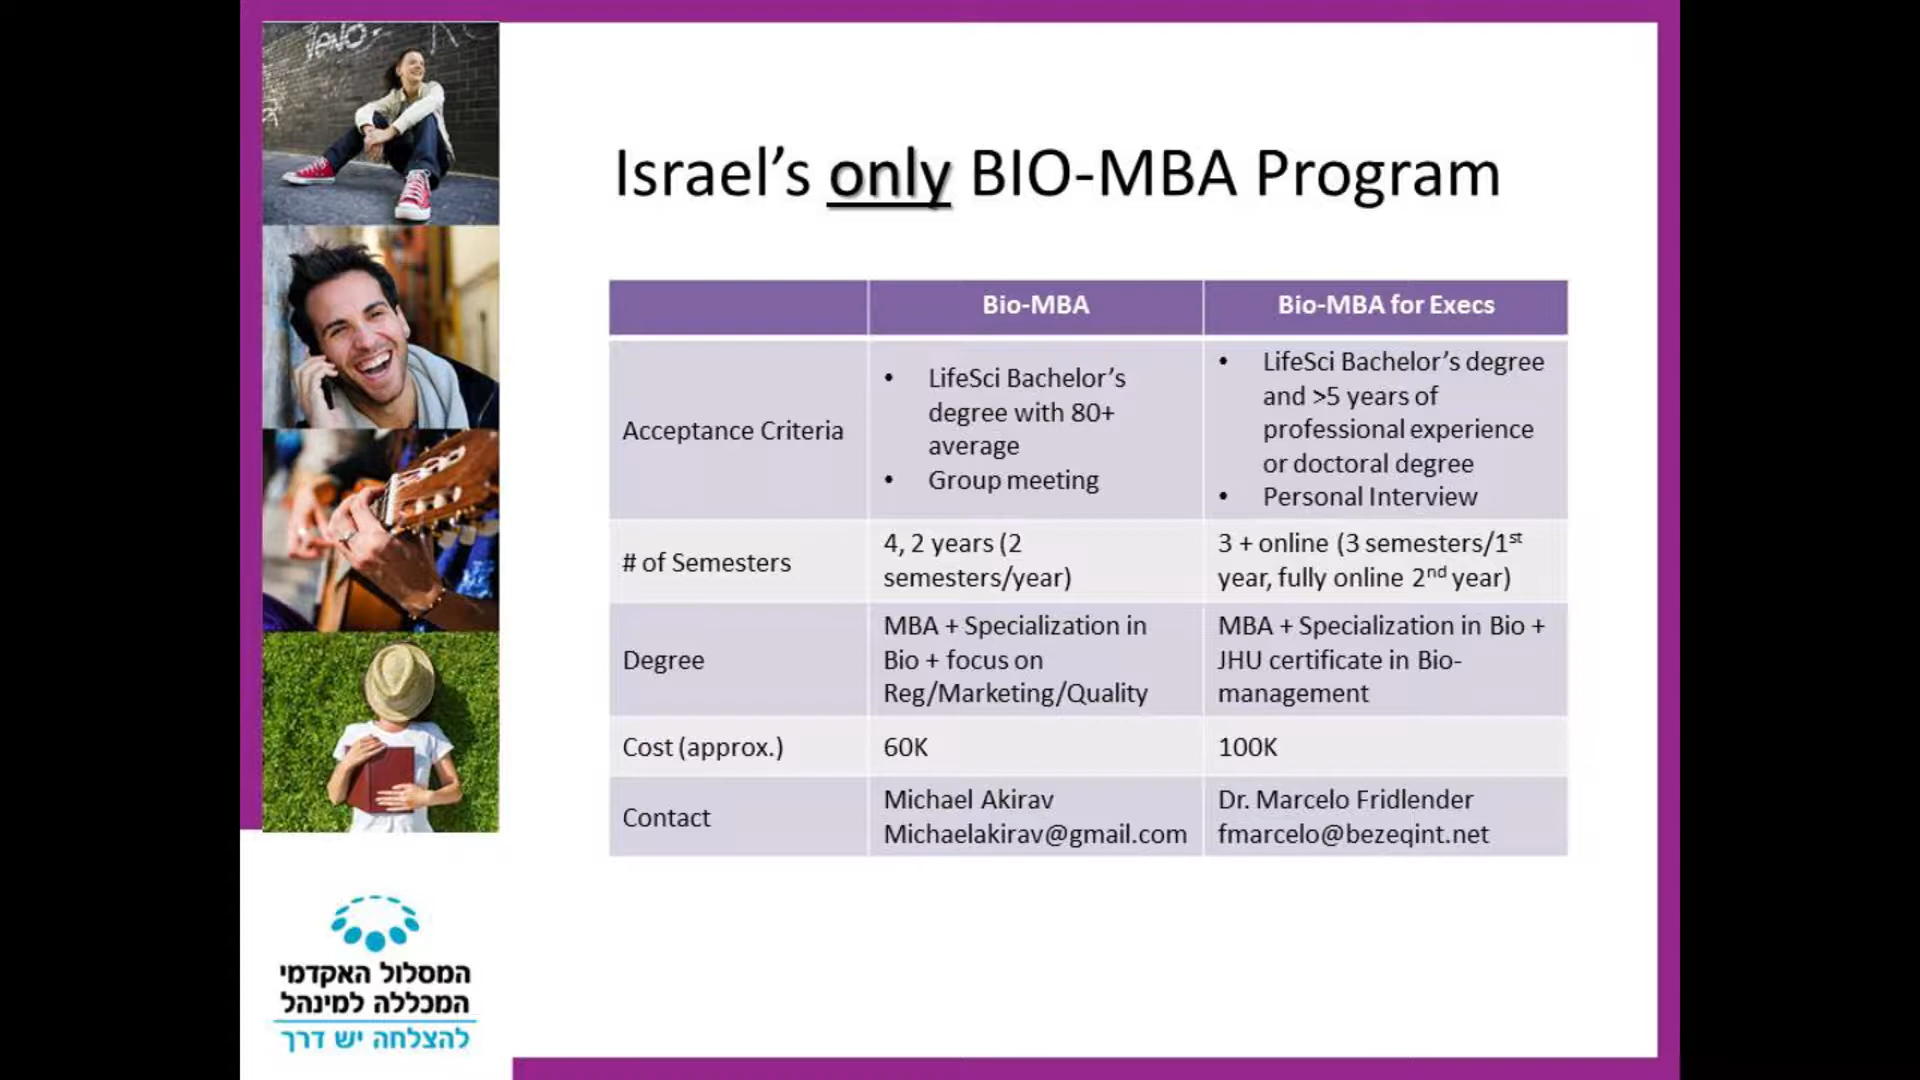 Israel’s only BIO-MBA Program
Bio-MBA
Bio-MBA for Execs
Acceptance Criteria
• LifeSci Bachelor’s
degree with 80+
average
• Group meeting
• LifeSci Bachelor’s degree
and >5 years of
professional experience
or doctoral degree
• Personal Interview
# of Semesters
4, 2 years (2
semesters/year)
3 + online (3 semesters/1st
year, fully online 2nd year)
Degree
MBA + Specialization in
Bio + focus on
Reg/Marketing/Quality
MBA + Specialization in Bio +
JHU certificate in Bio-
management
Cost (approx.)
60K
100K
Contact
Michael Akirav
Michaelakirav@gmail.com
Dr. Marcelo Fridlender
fmarcelo@bezeqint.net
המסלול האקדמי
המכללה למינהל
להצלחה יש דרך